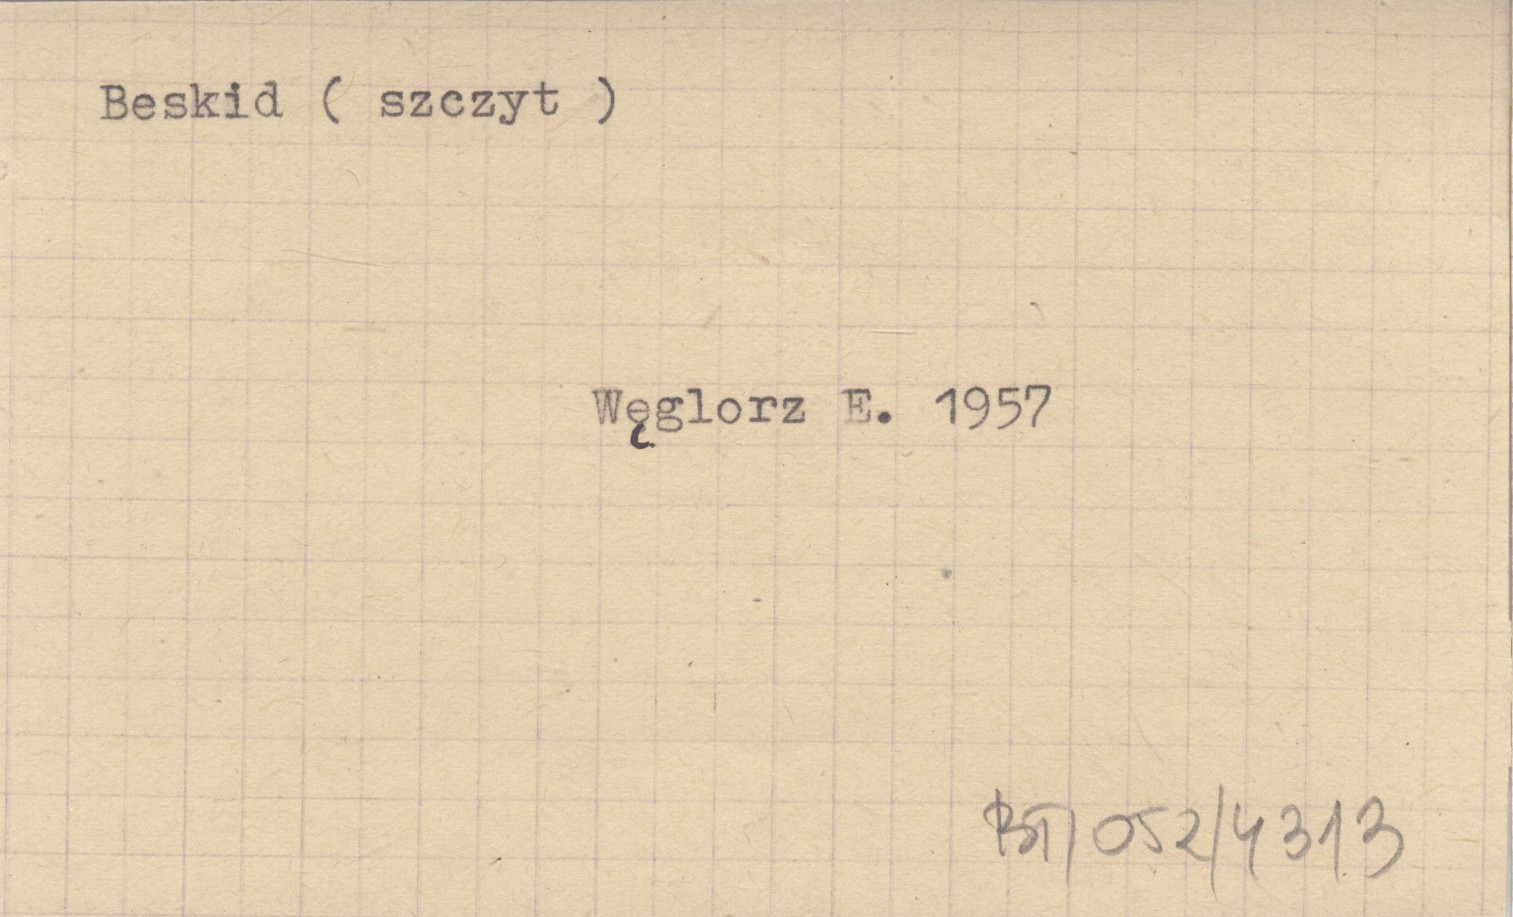 Beskid ( szczyt )
Węglorz E. 1957
BT/052/4313